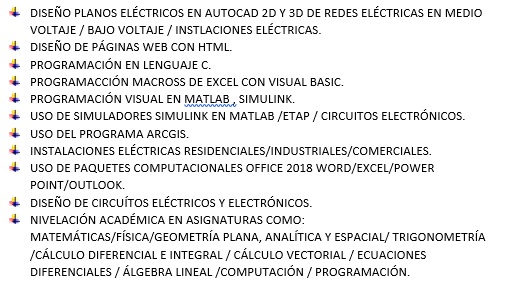 DISEÑO PLANOS ELÉCTRICOS EN AUTOCAD 2D Y 3D DE REDES ELÉCTRICAS EN MEDIO
VOLTAJE / BAJO VOLTAJE / INSTLACIONES ELÉCTRICAS.
DISEÑO DE PÁGINAS WEB CON HTML.
PROGRAMACIÓN EN LENGUAJE C.
PROGRAMACCIÓN MACROSS DE EXCEL CON VISUAL BASIC.
PROGRAMACIÓN VISUAL EN MATLAB , SIMULINK.
USO DE SIMULADORES SIMULINK EN MATLAB /ETAP / CIRCUITOS ELECTRÓNICOS.
USO DEL PROGRAMA ARCGIS.
INSTALACIONES ELÉCTRICAS RESIDENCIALES/INDUSTRIALES/COMERCIALES.
USO DE PAQUETES COMPUTACIONALES OFFICE 2018 WORD/EXCEL/POWER
POINT/OUTLOOK.
DISEÑO DE CIRCUÍTOS ELÉCTRICOS Y ELECTRÓNICOS.
NIVELACIÓN ACADÉMICA EN ASIGNATURAS COMO:
MATEMÁTICAS/FÍSICA/GEOMETRÍA PLANA, ANALÍTICA Y ESPACIAL/ TRIGONOMETRÍA
/CÁLCULO DIFERENCIAL E INTEGRAL / CÁLCULO VECTORIAL / ECUACIONES
DIFERENCIALES / ÁLGEBRA LINEAL /COMPUTACIÓN / PROGRAMACIÓN.